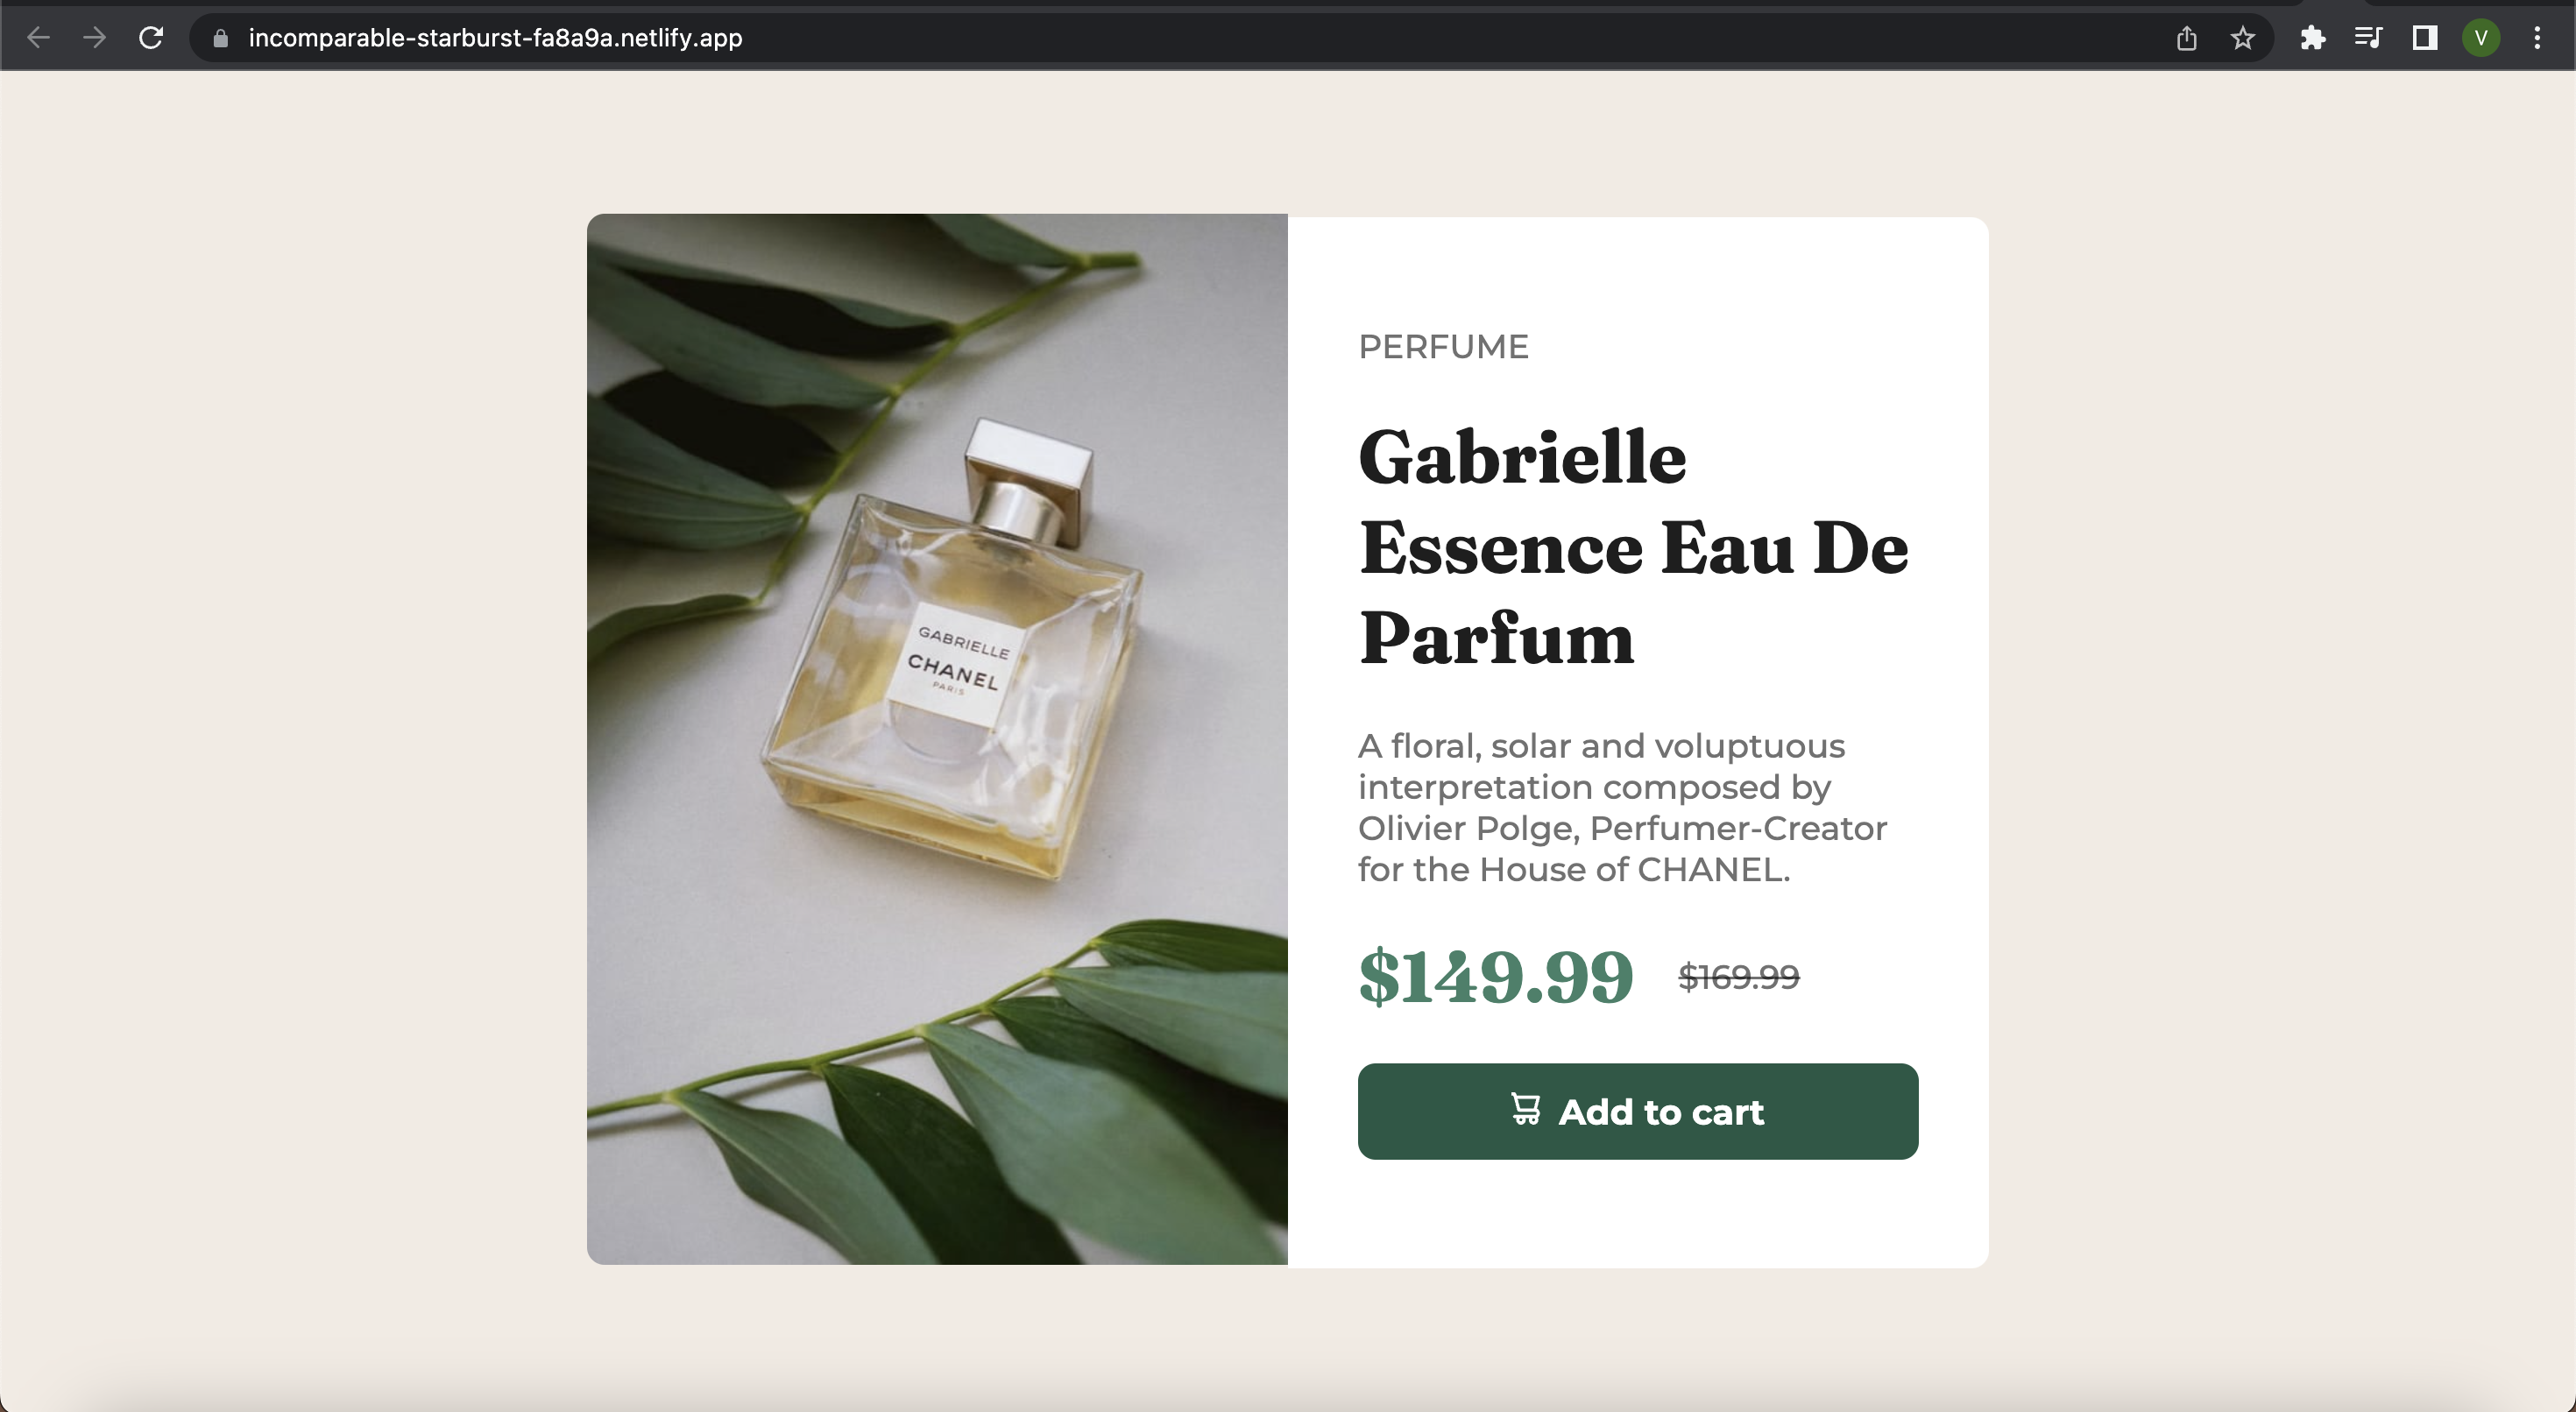 incomparable-starburst-fa8a9a.netlify.app
V
GABRIELLE
CHANEL
PARIS
PERFUME
Gabrielle
Essence Eau De
Parfum
A floral, solar and voluptuous
interpretation composed by
Olivier Polge, Perfumer-Creator
for the House of CHANEL.
$149.99 $169.99
Add to cart